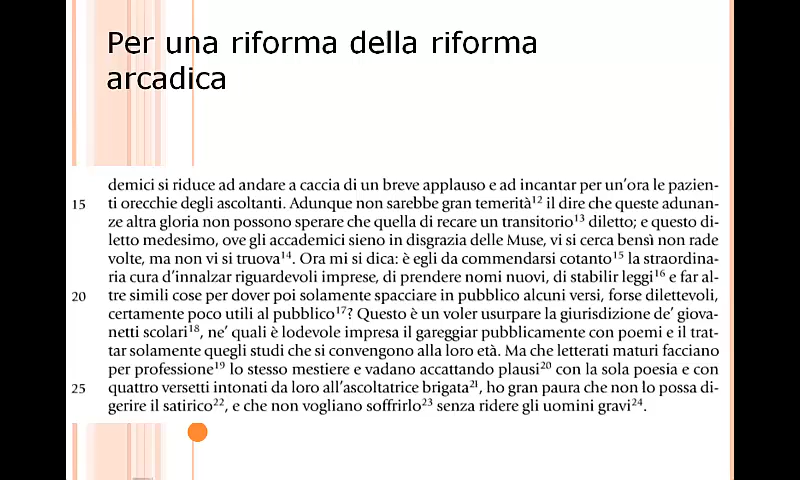 Per una riforma della riforma
arcadica
demici si riduce ad andare a caccia di un breve applauso e ad incantar per un'ora le pazien-
15 ti orecchie degli ascoltanti. Adunque non sarebbe gran temerità12 il dire che queste adunan-
ze altra gloria non possono sperare che quella di recare un transitorio13 diletto; e questo di-
letto medesimo, ove gli accademici sieno in disgrazia delle Muse, vi si cerca bensì non rade
volte, ma non vi si truova14. Ora mi si dica: è egli da commendarsi cotanto15 la straordina-
ria cura d'innalzar riguardevoli imprese, di prendere nomi nuovi, di stabilir leggi16 e far al-
20 tre simili cose per dover poi solamente spacciare in pubblico alcuni versi, forse dilettevoli,
certamente poco utili al pubblico17? Questo è un voler usurpare la giurisdizione de' giova-
netti scolari18, ne' quali è lodevole impresa il gareggiar pubblicamente con poemi e il trat-
tar solamente quegli studi che si convengono alla loro età. Ma che letterati maturi facciano
per professione19 lo stesso mestiere e vadano accattando plausi20 con la sola poesia e con
25 quattro versetti intonati da loro all'ascoltatrice brigata21, ho gran paura che non lo possa di-
gerire il satirico22, e che non vogliano soffrirlo23 senza ridere gli uomini gravi24.